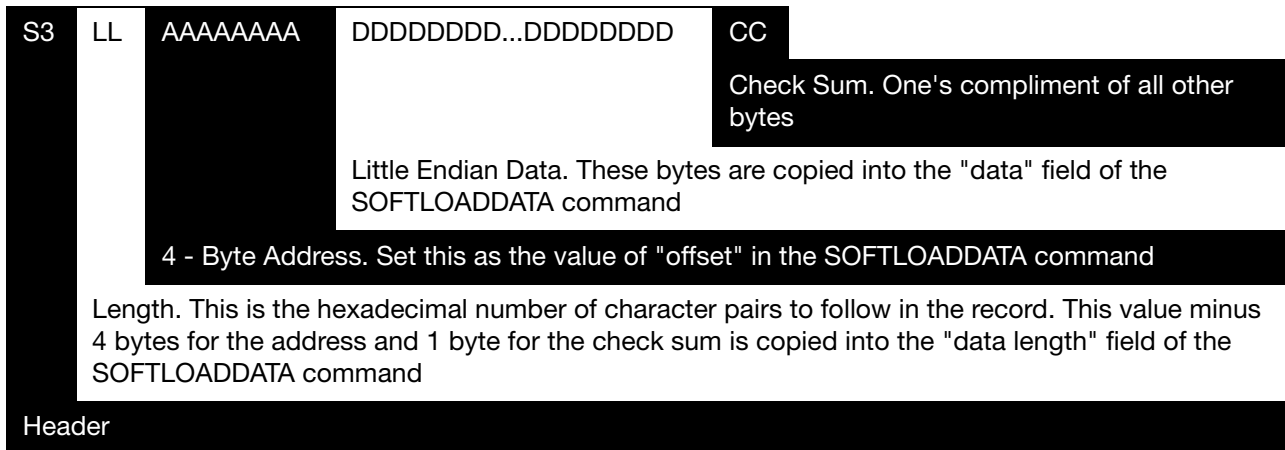 S3 LL AAAAAAAA DDDDDDDD...DDDDDDDD CC
Check Sum. One's compliment of all other
bytes
Little Endian Data. These bytes are copied into the "data" field of the
SOFTLOADDATA command
4 - Byte Address. Set this as the value of "offset" in the SOFTLOADDATA command
Length. This is the hexadecimal number of character pairs to follow in the record. This value minus
4 bytes for the address and 1 byte for the check sum is copied into the "data length" field of the
SOFTLOADDATA command
Header